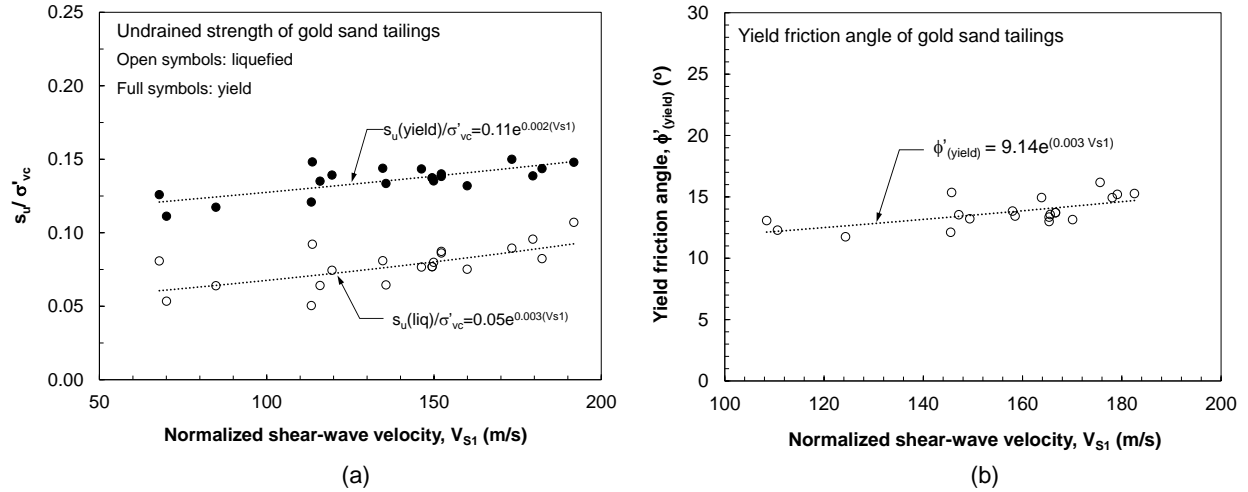 Undrained strength of gold sand tailings
Open symbols: liquefied
Full symbols: yield
s_u(yield)/σ'_vc=0.11e^0.002(Vs1)
s_u(liq)/σ'_vc=0.05e^0.003(Vs1)
0.25
0.20
0.15
0.10
0.05
0.00
s_u/ σ'_vc
50 100 150 200
Normalized shear-wave velocity, V_S1 (m/s)
(a)
Yield friction angle of gold sand tailings
ϕ'_(yield) = 9.14e^(0.003 Vs1)
30
25
20
15
10
5
0
Yield friction angle, ϕ'_(yield) (º)
100 120 140 160 180 200
Normalized shear-wave velocity, V_S1 (m/s)
(b)